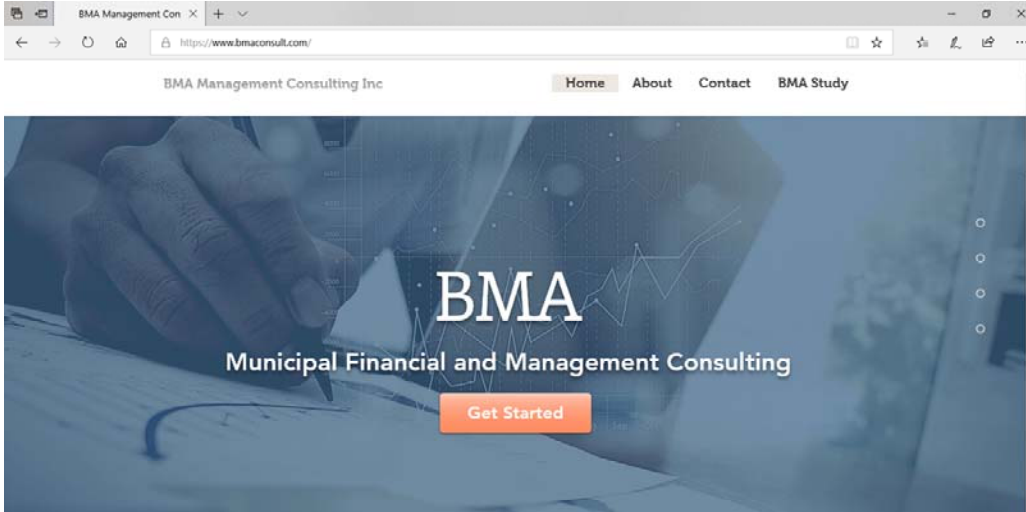 BMA Management Con
https://www.bmaconsult.com/
BMA Management Consulting Inc
Home About Contact BMA Study
BMA
Municipal Financial and Management Consulting
Get Started